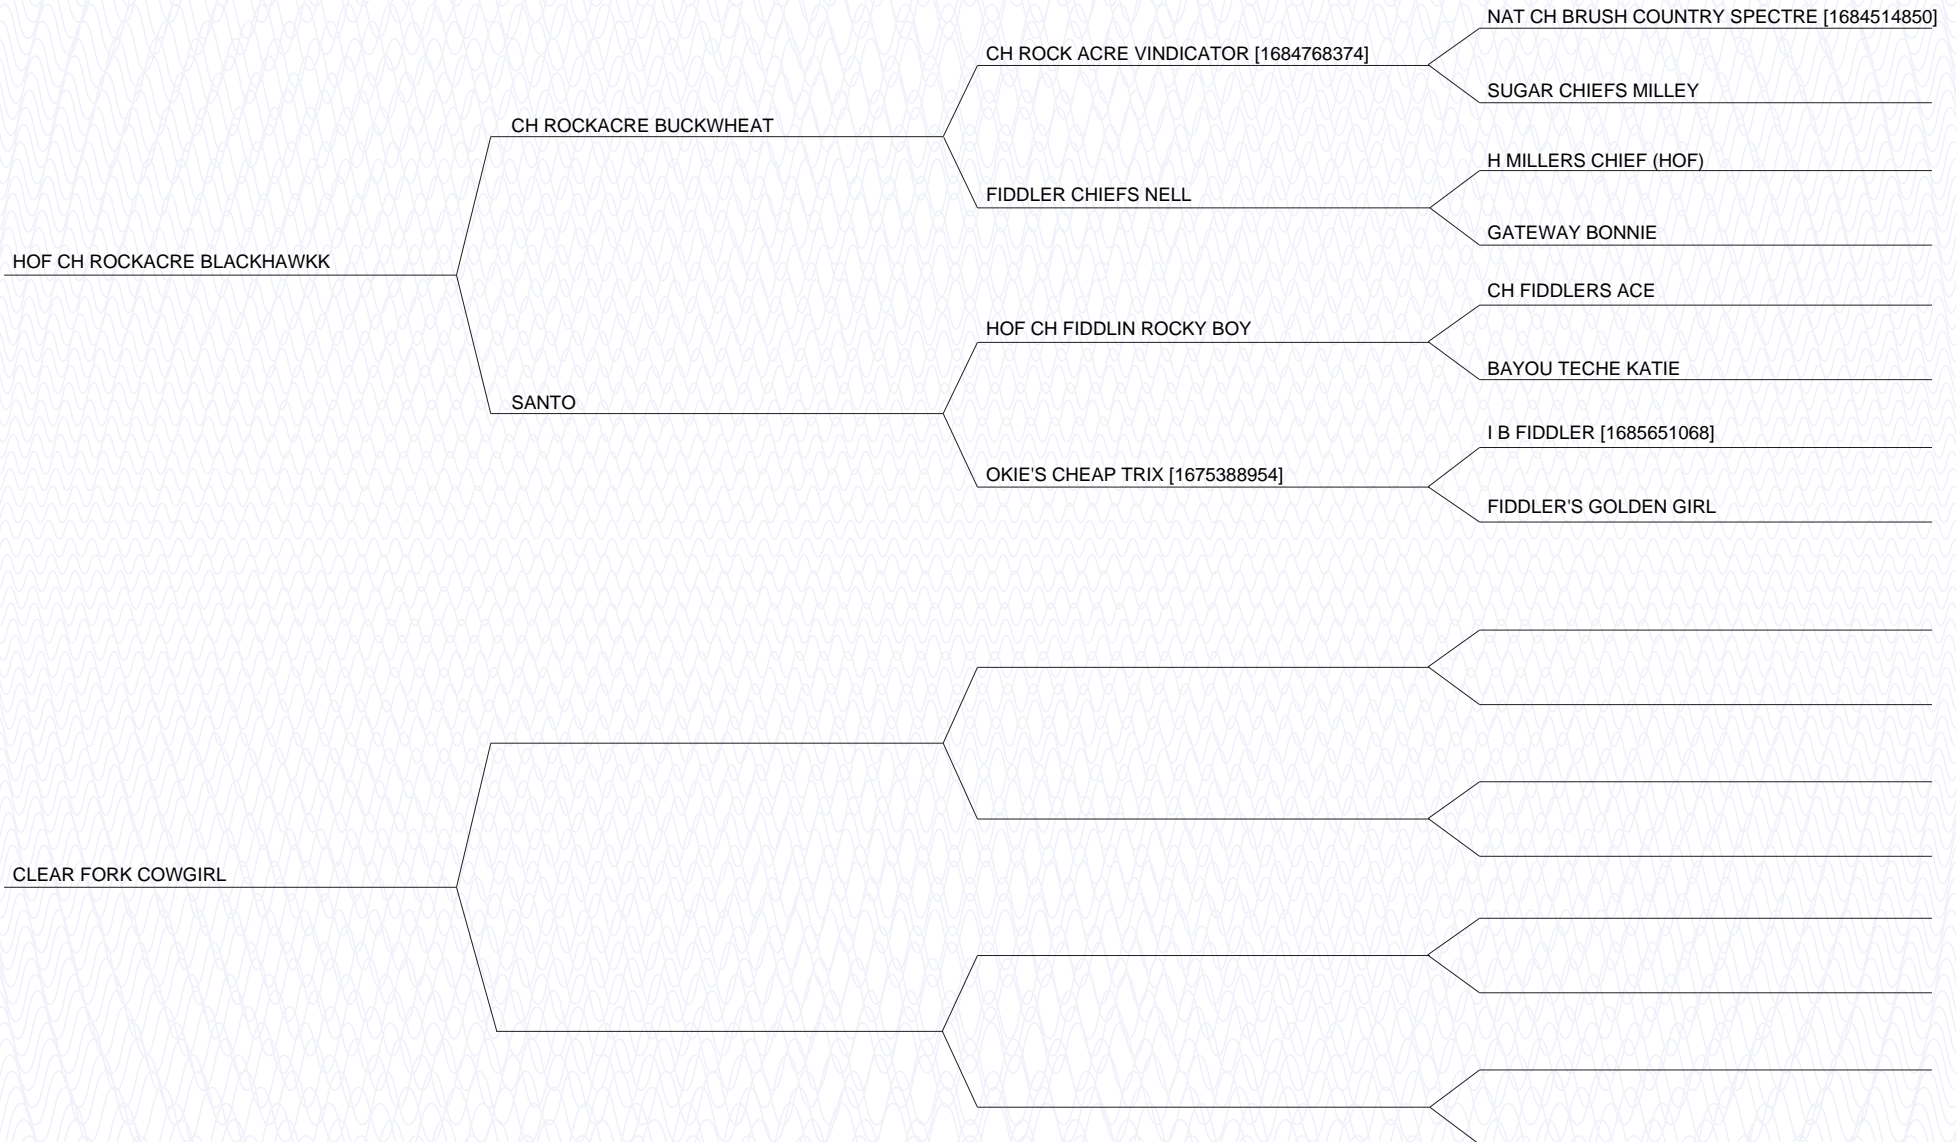 NAT CH BRUSH COUNTRY SPECTRE [1684514850]
CH ROCK ACRE VINDICATOR [1684768374]
SUGAR CHIEFS MILLEY
CH ROCKACRE BUCKWHEAT
H MILLERS CHIEF (HOF)
FIDDLER CHIEFS NELL
GATEWAY BONNIE
HOF CH ROCKACRE BLACKHAWKK
CH FIDDLERS ACE
HOF CH FIDDLIN ROCKY BOY
BAYOU TECHE KATIE
SANTO
I B FIDDLER [1685651068]
OKIE'S CHEAP TRIX [1675388954]
FIDDLER'S GOLDEN GIRL
CLEAR FORK COWGIRL